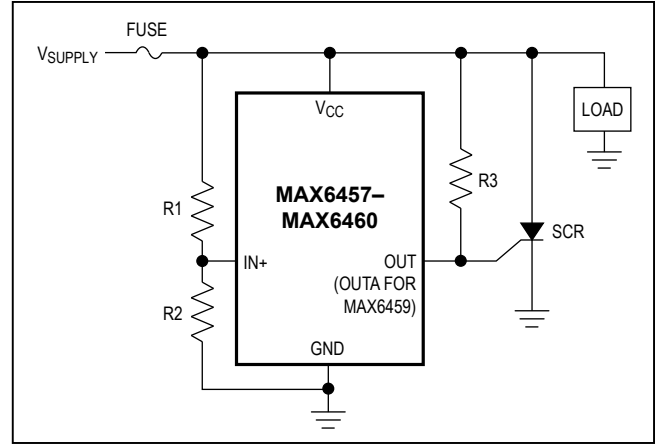 FUSE
VSUPPLY
VCC
LOAD
R1
MAX6457–
MAX6460
R3
IN+
OUT
SCR
(OUTA FOR
MAX6459)
R2
GND